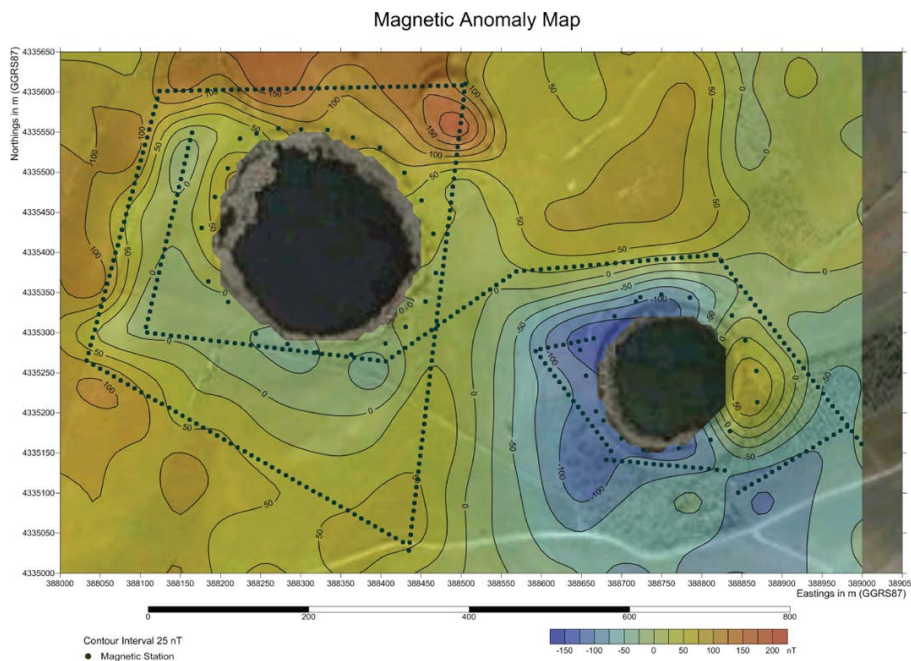 Magnetic Anomaly Map
Northings in m (GGRS87)
4335650
4335600
4335550
4335500
4335450
4335400
4335350
4335300
4335250
4335200
4335150
4335100
4335050
4335000
388000 388050 388100 388150 388200 388250 388300 388350 388400 388450 388500 388550 388600 388650 388700 388750 388800 388850 388900 388950 389000 38905
Eastings in m (GGRS87)
0 200 400 600 800
Contour Interval 25 nT
Magnetic Station
-150 -100 -50 0 50 100 150 200 nT